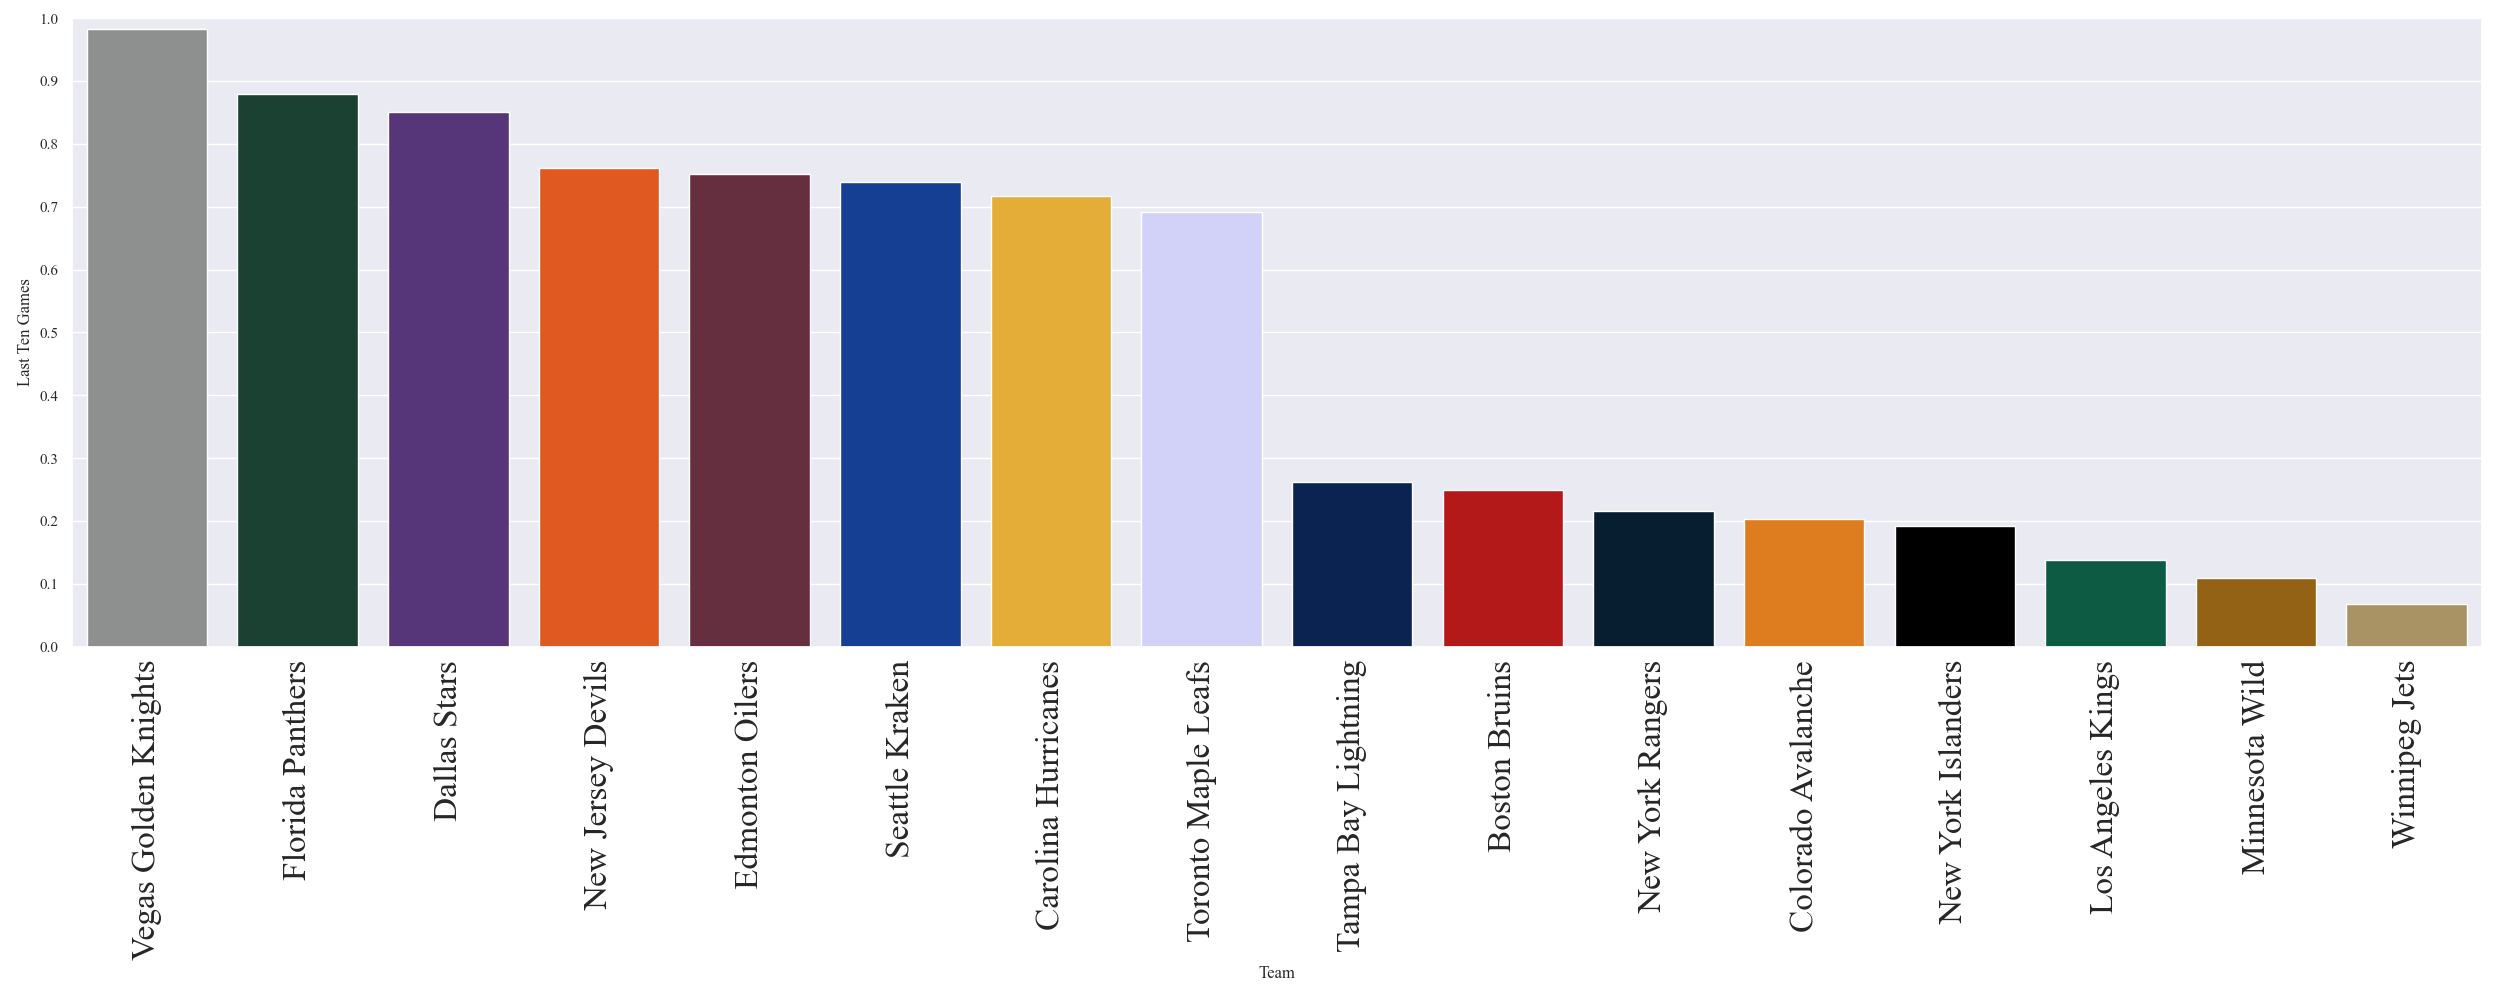 1.0
0.9
0.8
0.7
0.6
0.5
0.4
0.3
0.2
0.1
0.0
Last Ten Games
Vegas Golden Knights
Florida Panthers
Dallas Stars
New Jersey Devils
Edmonton Oilers
Seattle Kraken
Carolina Hurricanes
Toronto Maple Leafs
Tampa Bay Lightning
Boston Bruins
New York Rangers
Colorado Avalanche
New York Islanders
Los Angeles Kings
Minnesota Wild
Winnipeg Jets
Team